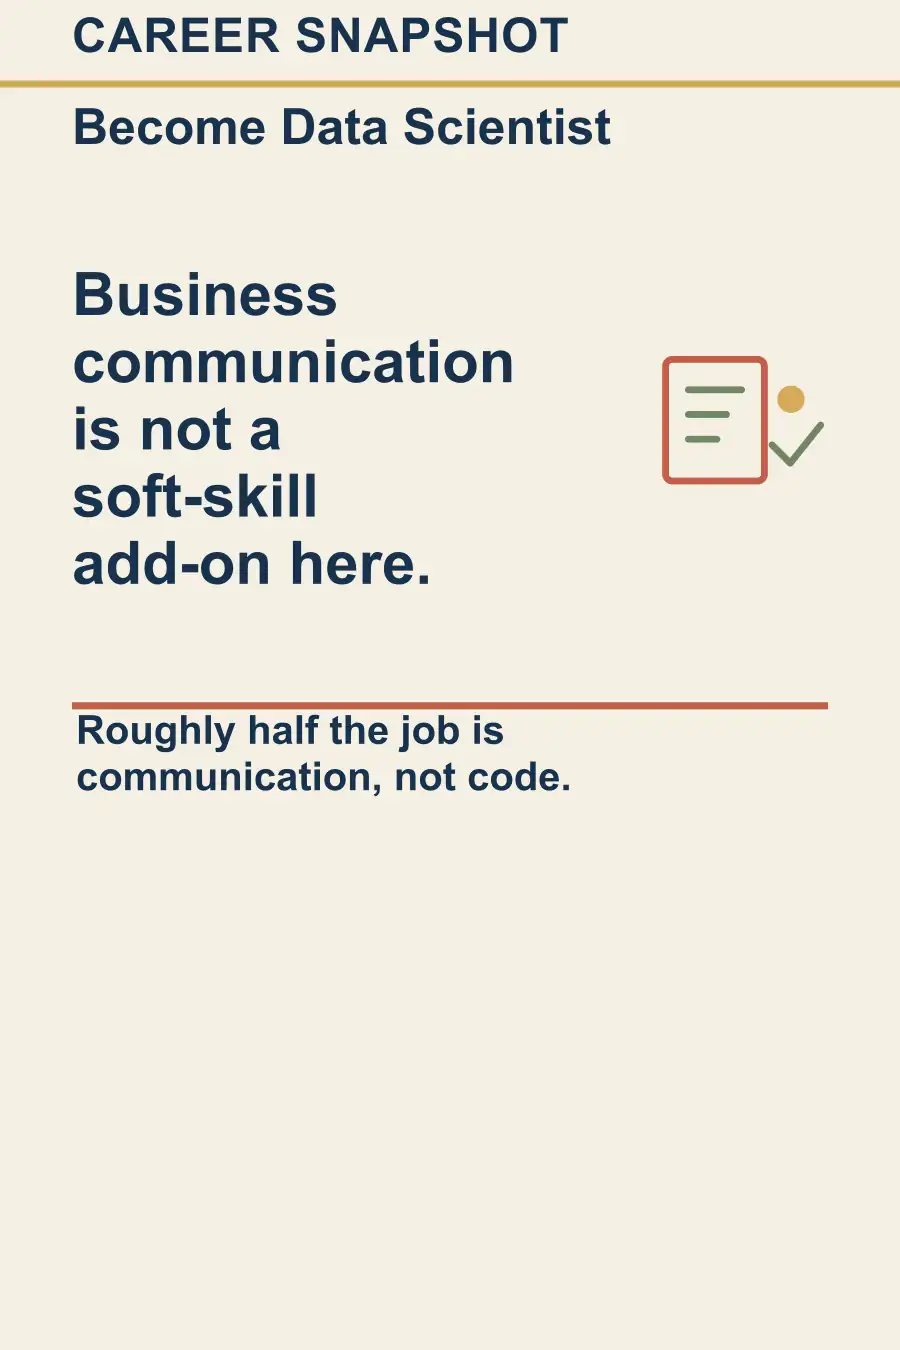 CAREER SNAPSHOT
Become Data Scientist
Business
communication
is not a
soft-skill
add-on here.
Roughly half the job is
communication, not code.